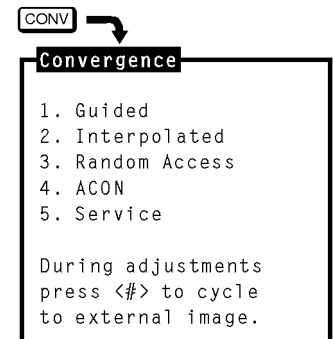 CONV
Convergence
1. Guided
2. Interpolated
3. Random Access
4. ACON
5. Service
During adjustments
press <#> to cycle
to external image.